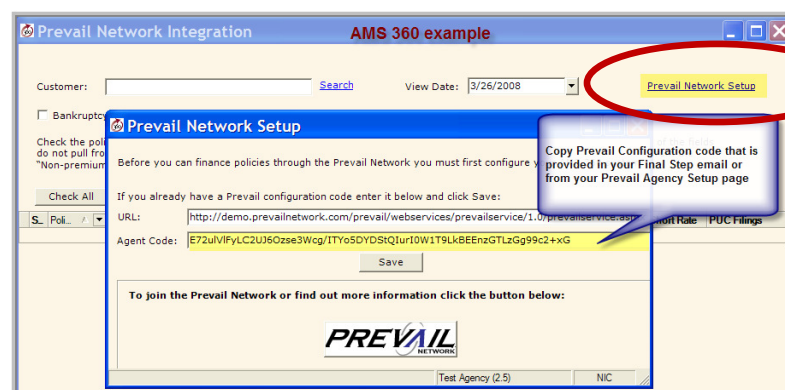 Prevail Network Integration
AMS 360 example
Customer:
Search
View Date: 3/26/2008
Prevail Network Setup
Bankruptcy
Check the poli
do not pull fro
"Non-premium
Check All
S.. Poli..
Short Rate PUC Filings
Prevail Network Setup
Before you can finance policies through the Prevail Network you must first configure y
If you already have a Prevail configuration code enter it below and click Save:
URL: http://demo.prevailnetwork.com/prevail/webservices/prevailservice/1.0/prevailservice.asp
Agent Code: E72ulVlFyLC2UJ6Ozse3Wcg/ITYo5DYDStQIurI0W1T9LkBEEnzGTLzGg99c2+xG
Save
To join the Prevail Network or find out more information click the button below:
PREVAIL
NETWORK
Test Agency (2.5) NIC
Copy Prevail Configuration code that is
provided in your Final Step email or
from your Prevail Agency Setup page